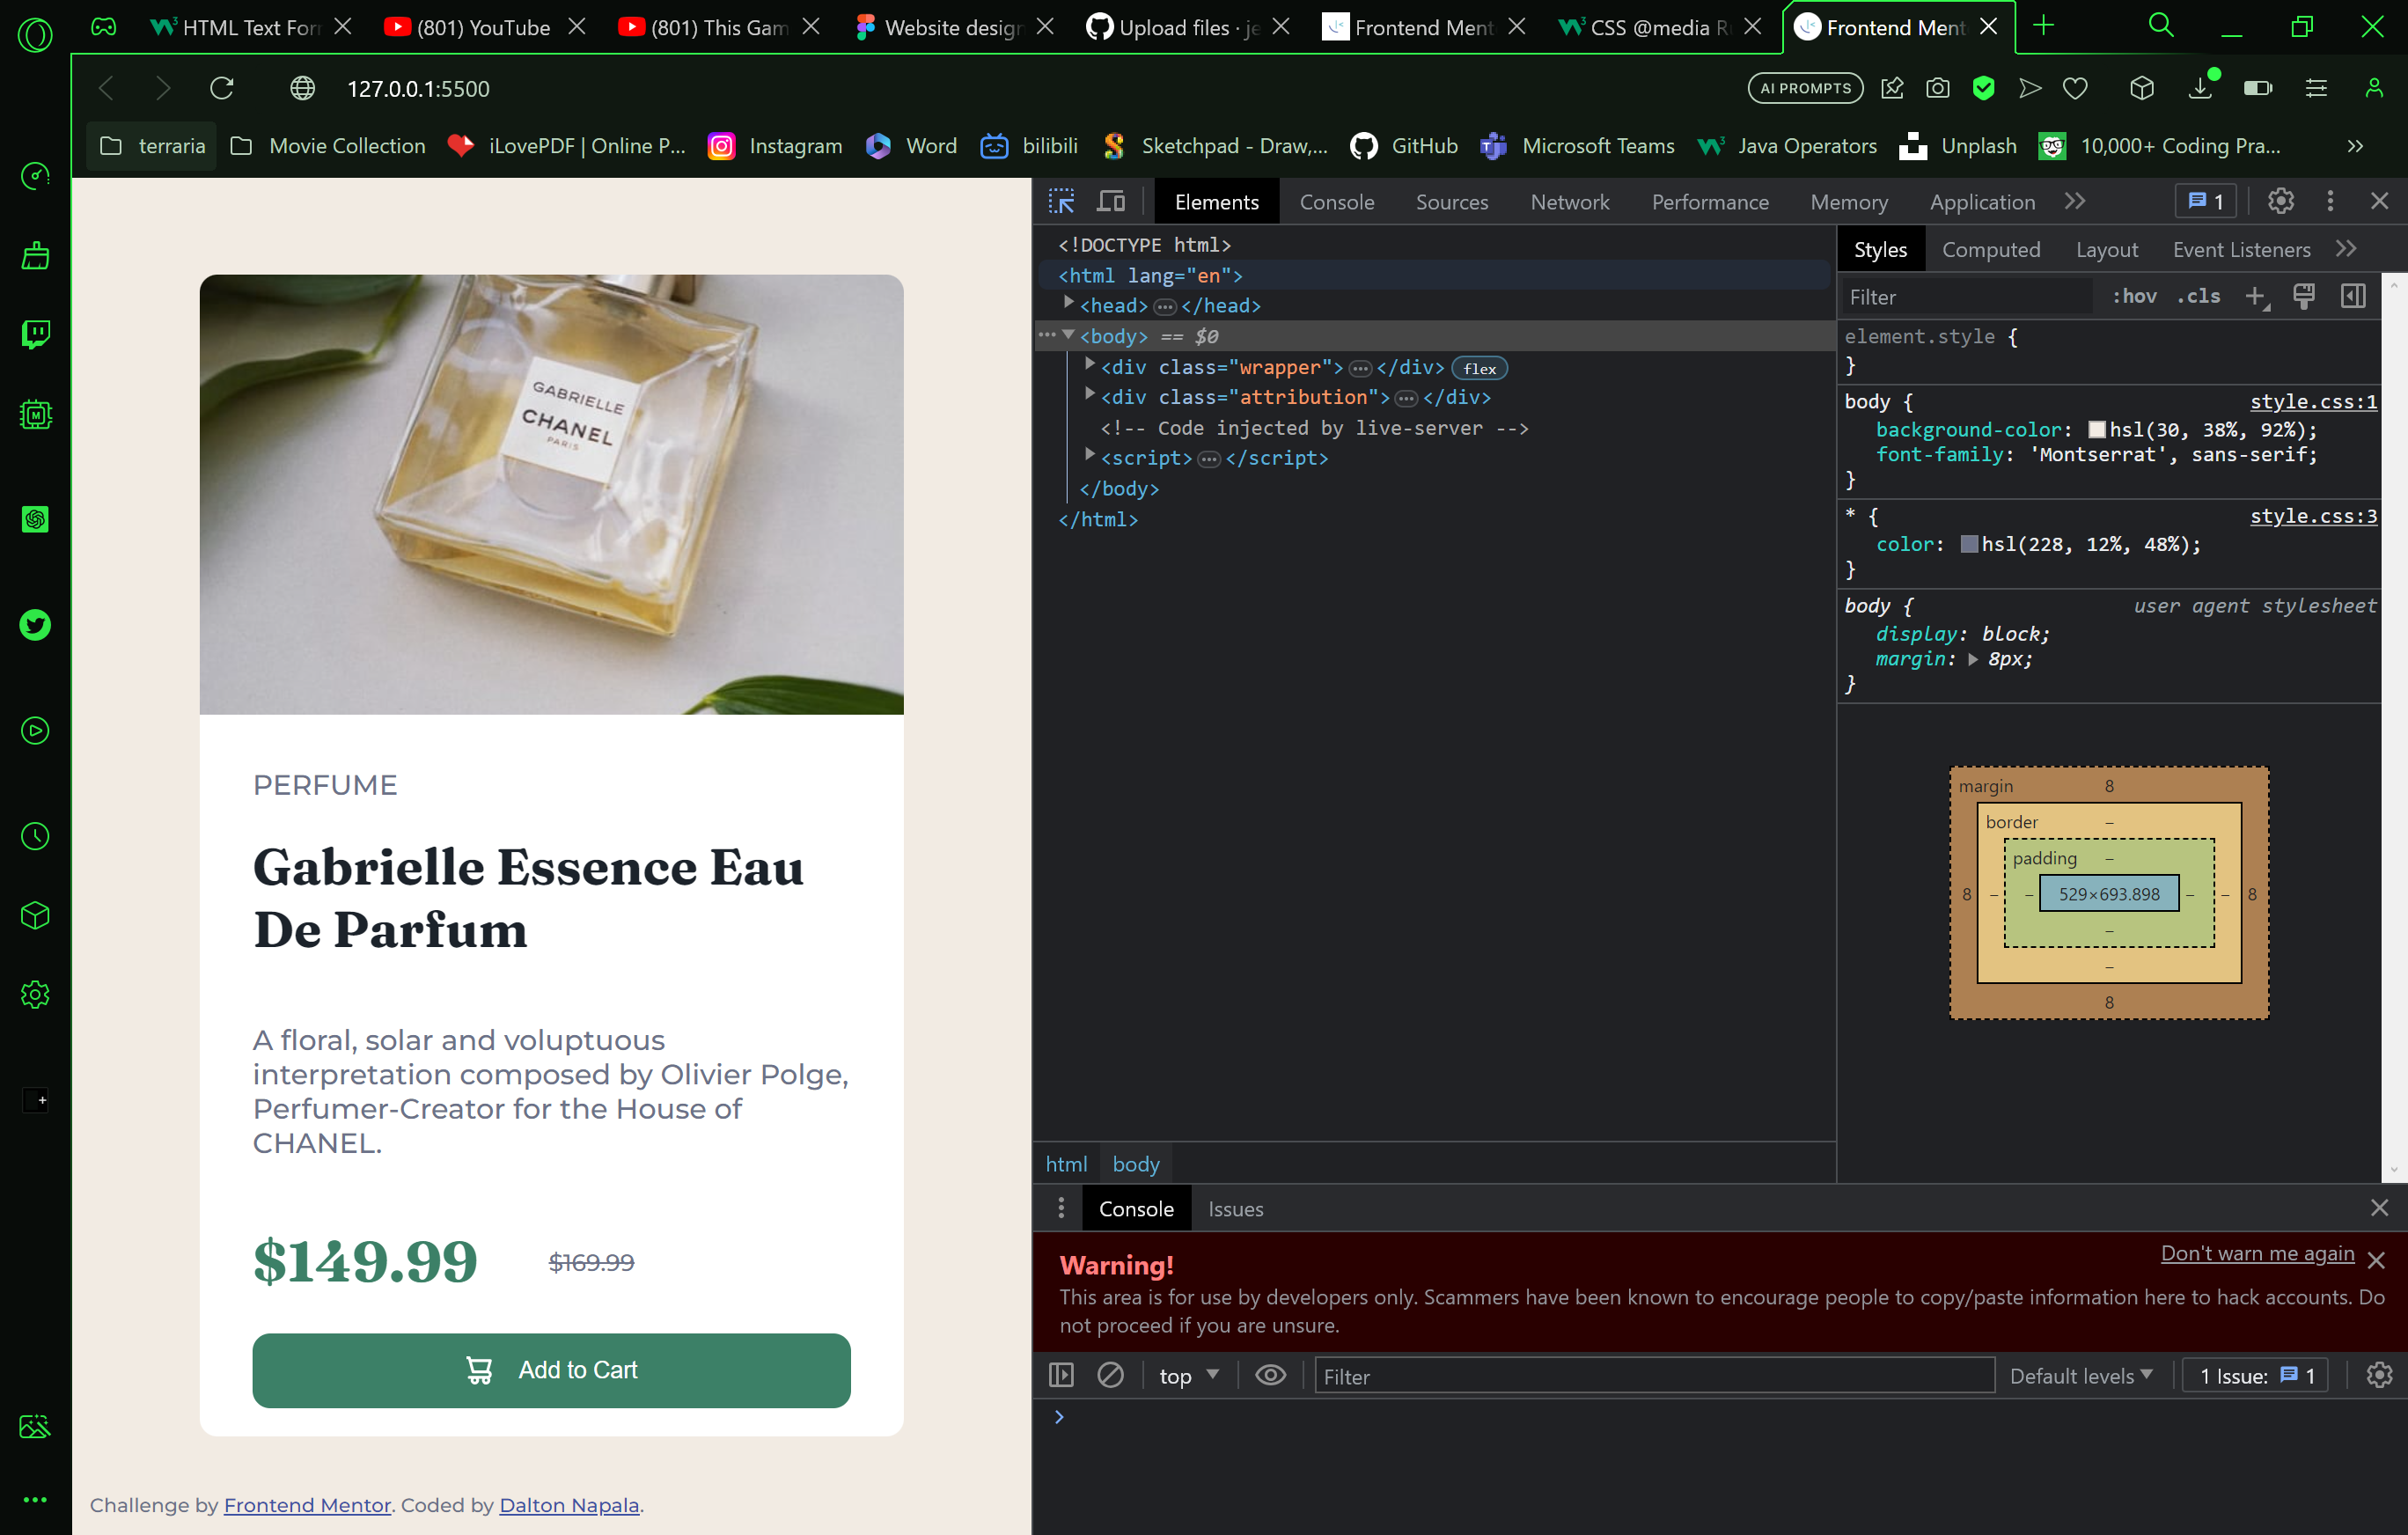 HTML Text For
(801) YouTube
(801) This Gam
Website design
Upload files · je
Frontend Ment
CSS @media Ru
Frontend Ment
127.0.0.1:5500
AI PROMPTS
terraria
Movie Collection
iLovePDF | Online P...
Instagram
Word
bilibili
Sketchpad - Draw,...
GitHub
Microsoft Teams
Java Operators
Unplash
10,000+ Coding Pra...
GABRIELLE
CHANEL
PARIS
PERFUME
Gabrielle Essence Eau
De Parfum
A floral, solar and voluptuous
interpretation composed by Olivier Polge,
Perfumer-Creator for the House of
CHANEL.
$149.99 $169.99
Add to Cart
Challenge by Frontend Mentor. Coded by Dalton Napala.
Elements Console Sources Network Performance Memory Application 1
<!DOCTYPE html>
<html lang="en">
<head> </head>
<body> == $0
<div class="wrapper"> </div> flex
<div class="attribution"> </div>
<!-- Code injected by live-server -->
<script> </script>
</body>
</html>
html body
Styles Computed Layout Event Listeners
Filter :hov .cls
element.style {
}
body { style.css:1
background-color: hsl(30, 38%, 92%);
font-family: 'Montserrat', sans-serif;
}
* { style.css:3
color: hsl(228, 12%, 48%);
}
body { user agent stylesheet
display: block;
margin: 8px;
}
margin 8
border –
padding –
8 – – 529×693.898 – – 8
–
–
8
Console Issues
Warning! Don't warn me again
This area is for use by developers only. Scammers have been known to encourage people to copy/paste information here to hack accounts. Do
not proceed if you are unsure.
top Filter Default levels 1 Issue: 1